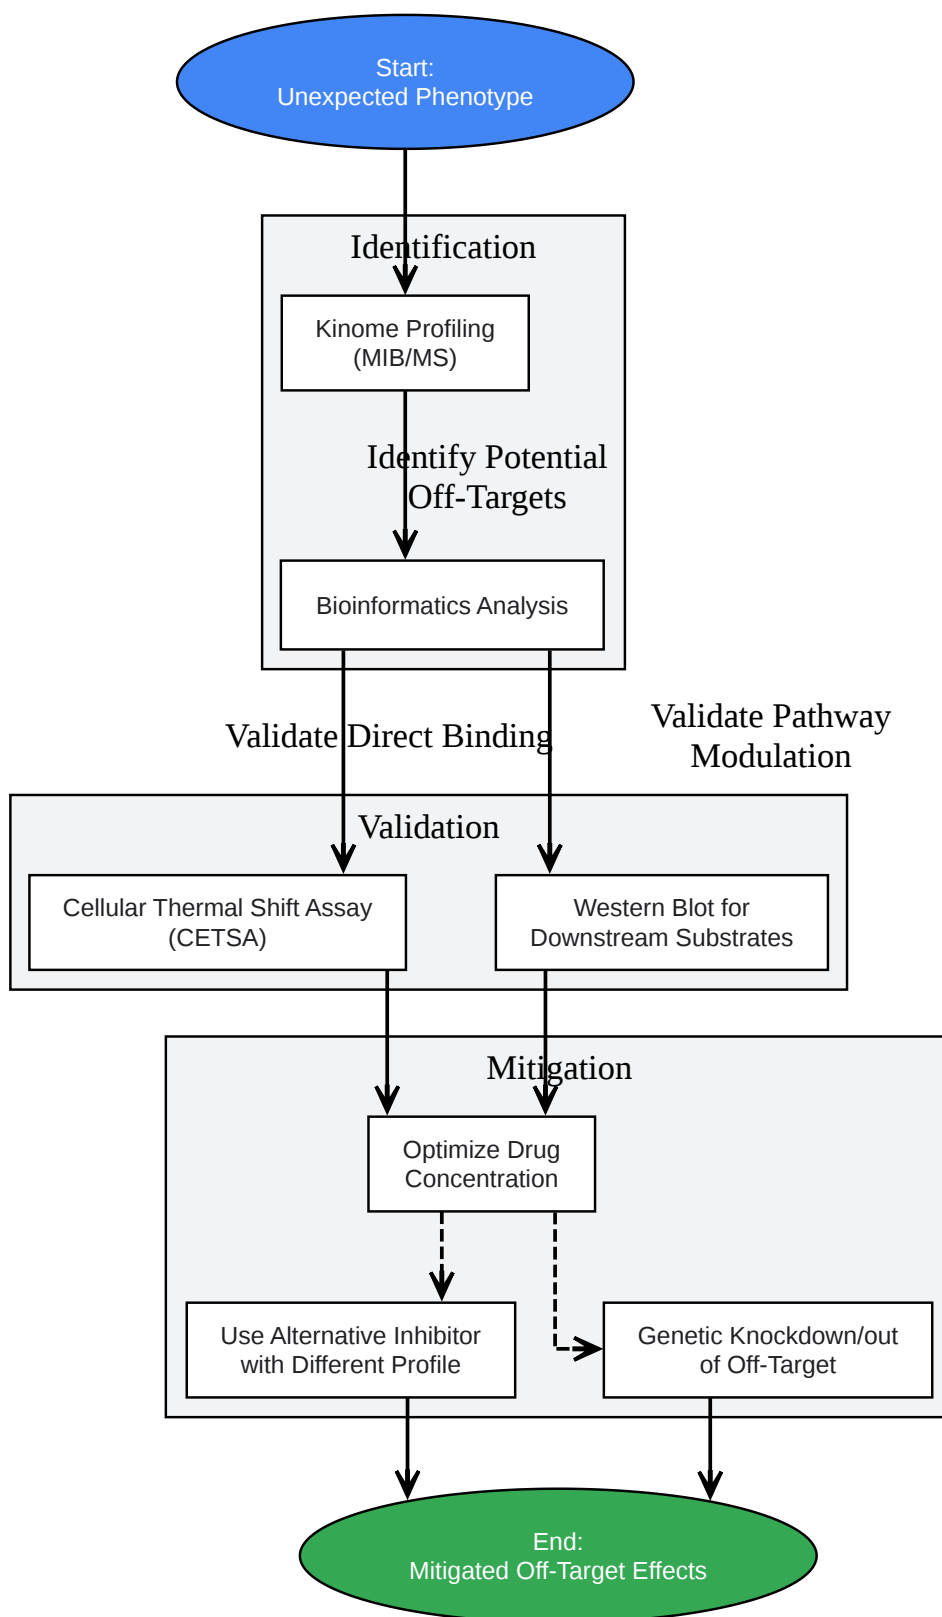 Start:
Unexpected Phenotype
Identification
Kinome Profiling
(MIB/MS)
Identify Potential
Off-Targets
Bioinformatics Analysis
Validate Direct Binding
Validate Pathway
Modulation
Validation
Cellular Thermal Shift Assay
(CETSA)
Western Blot for
Downstream Substrates
Mitigation
Optimize Drug
Concentration
Use Alternative Inhibitor
with Different Profile
Genetic Knockdown/out
of Off-Target
End:
Mitigated Off-Target Effects